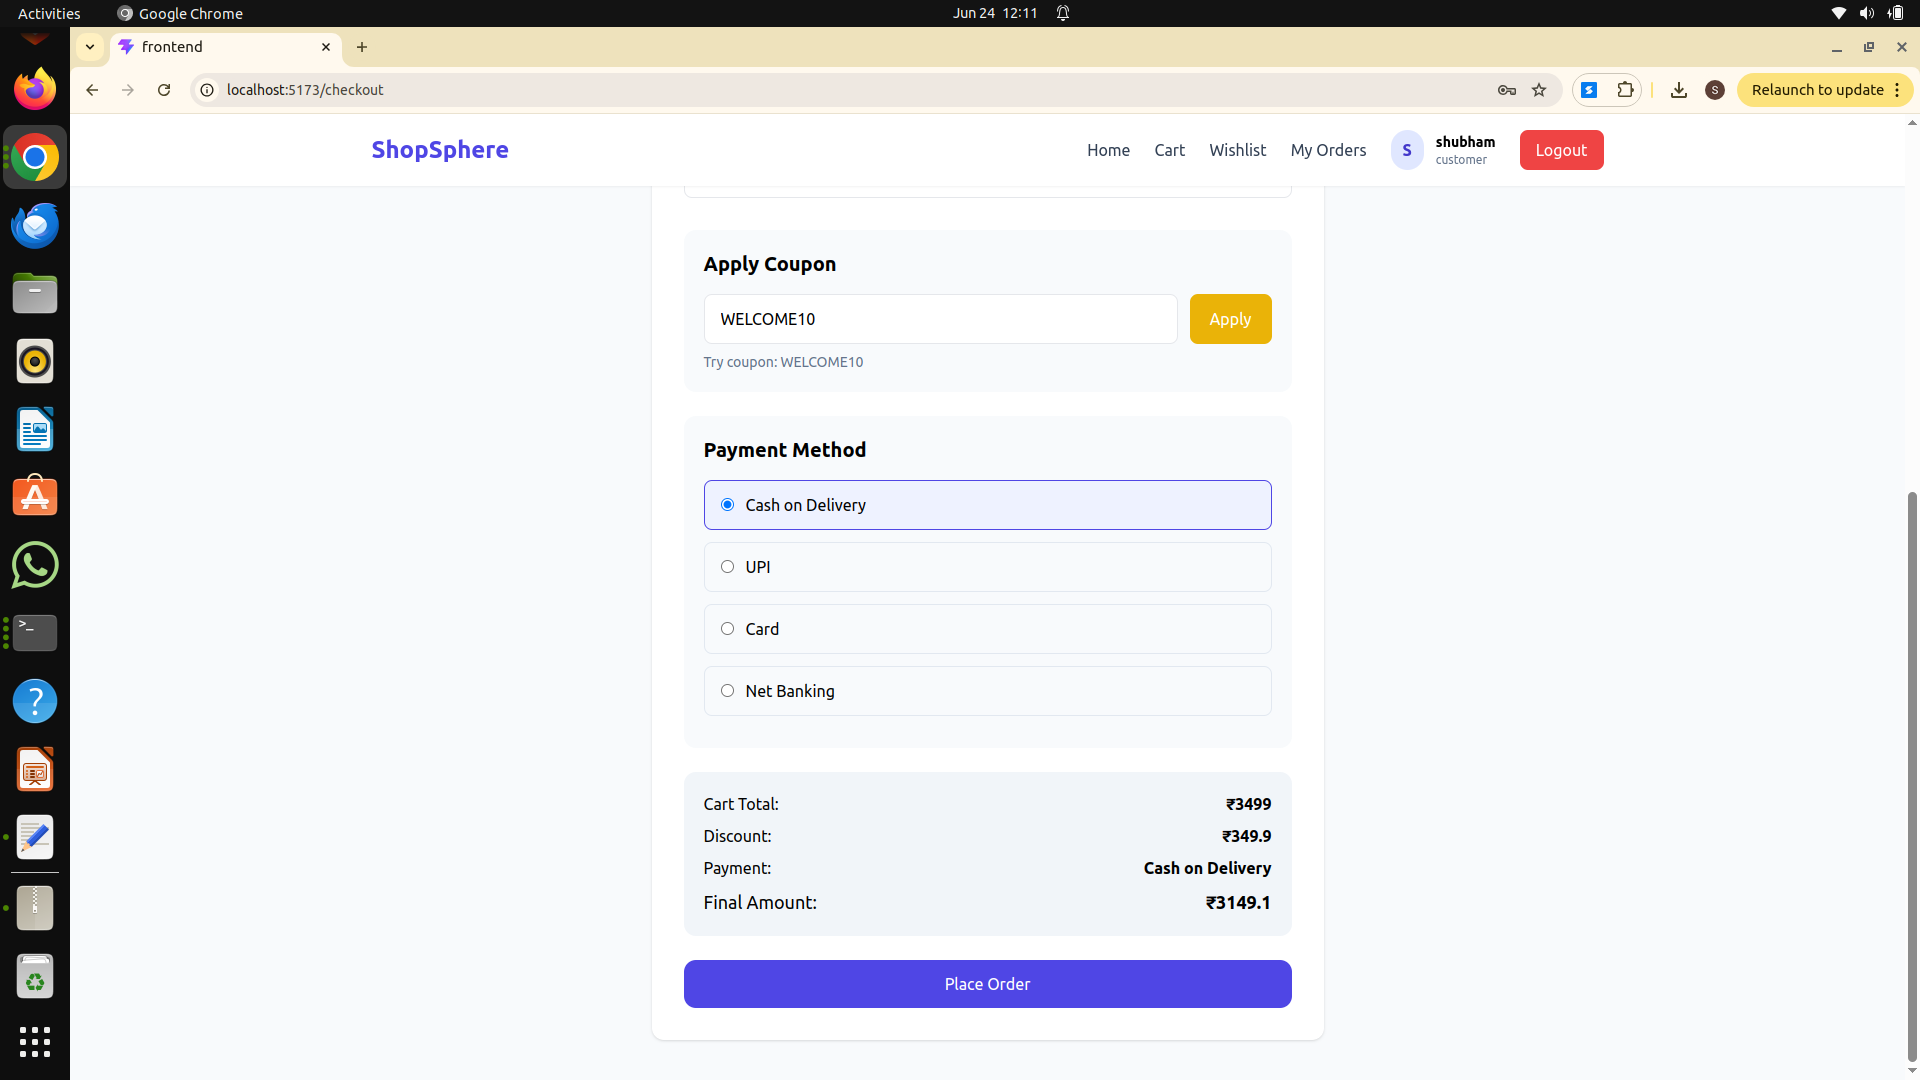 Activities
Google Chrome
Jun 24 12:11
frontend
localhost:5173/checkout
S
Relaunch to update
ShopSphere
Home
Cart
Wishlist
My Orders
S
shubham
customer
Logout
Apply Coupon
WELCOME10
Apply
Try coupon: WELCOME10
Payment Method
Cash on Delivery
UPI
Card
Net Banking
Cart Total: ₹3499
Discount: ₹349.9
Payment: Cash on Delivery
Final Amount: ₹3149.1
Place Order